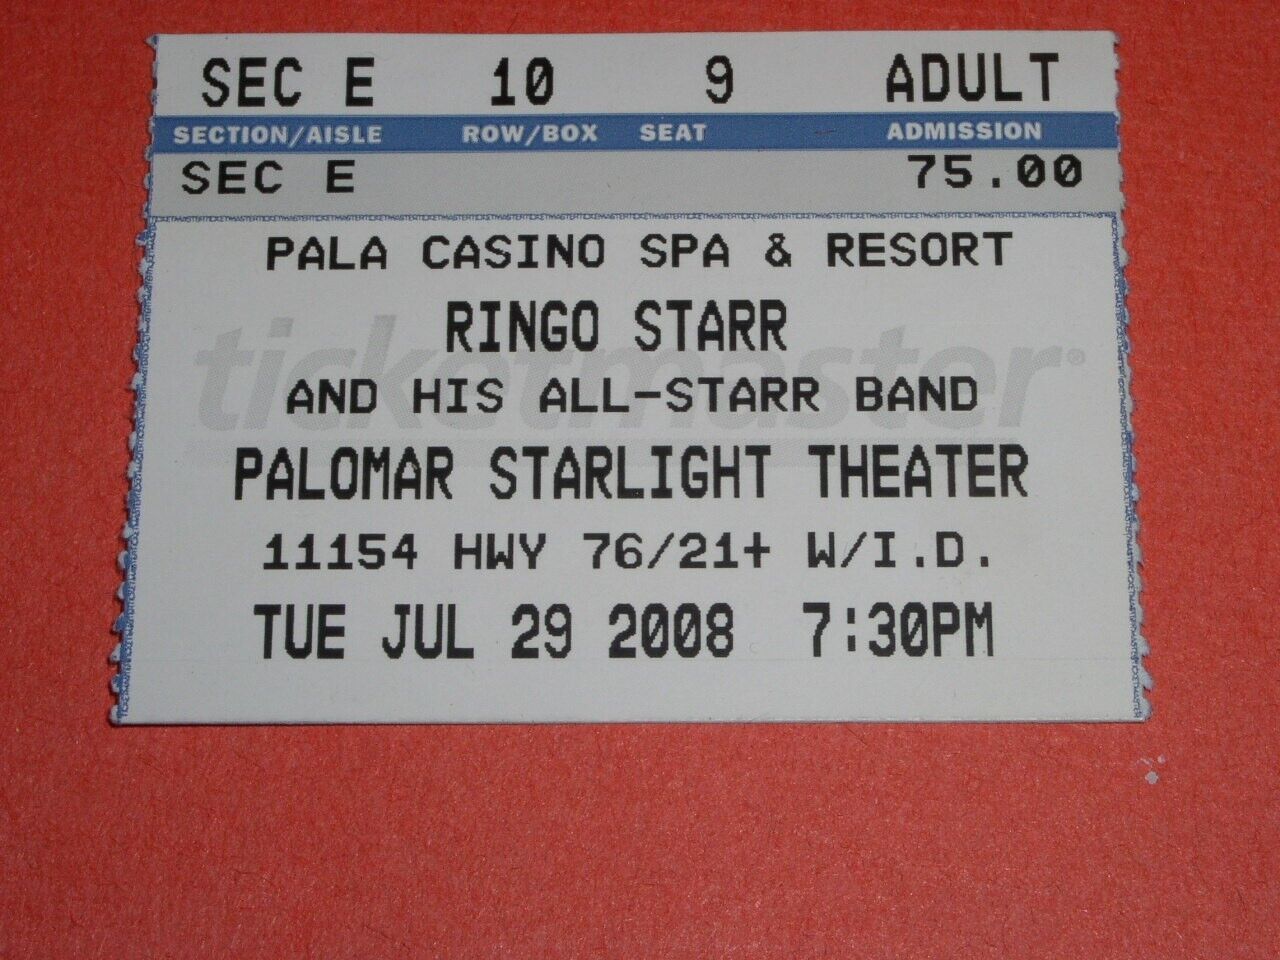 SEC E 10 9 ADULT
SECTION/AISLE ROW/BOX SEAT ADMISSION
SEC E 75.00
PALA CASINO SPA & RESORT
RINGO STARR
ticketmaster®
AND HIS ALL-STARR BAND
PALOMAR STARLIGHT THEATER
11154 HWY 76/21+ W/I.D.
TUE JUL 29 2008 7:30PM